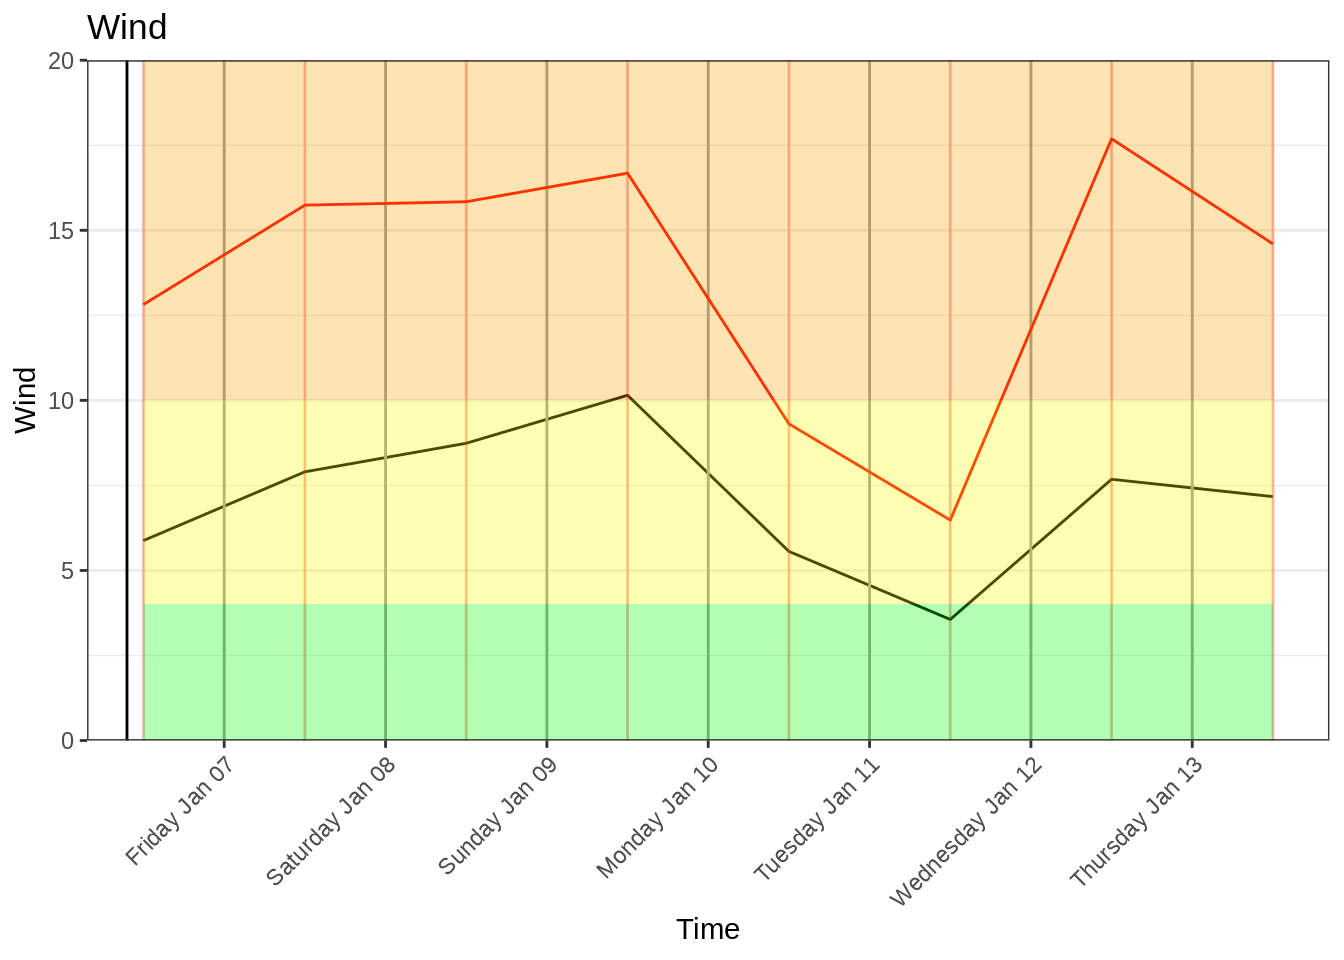 Wind
20
15
10
5
0
Wind
Friday Jan 07
Saturday Jan 08
Sunday Jan 09
Monday Jan 10
Tuesday Jan 11
Wednesday Jan 12
Thursday Jan 13
Time